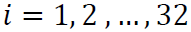 i = 1, 2 , ... , 32